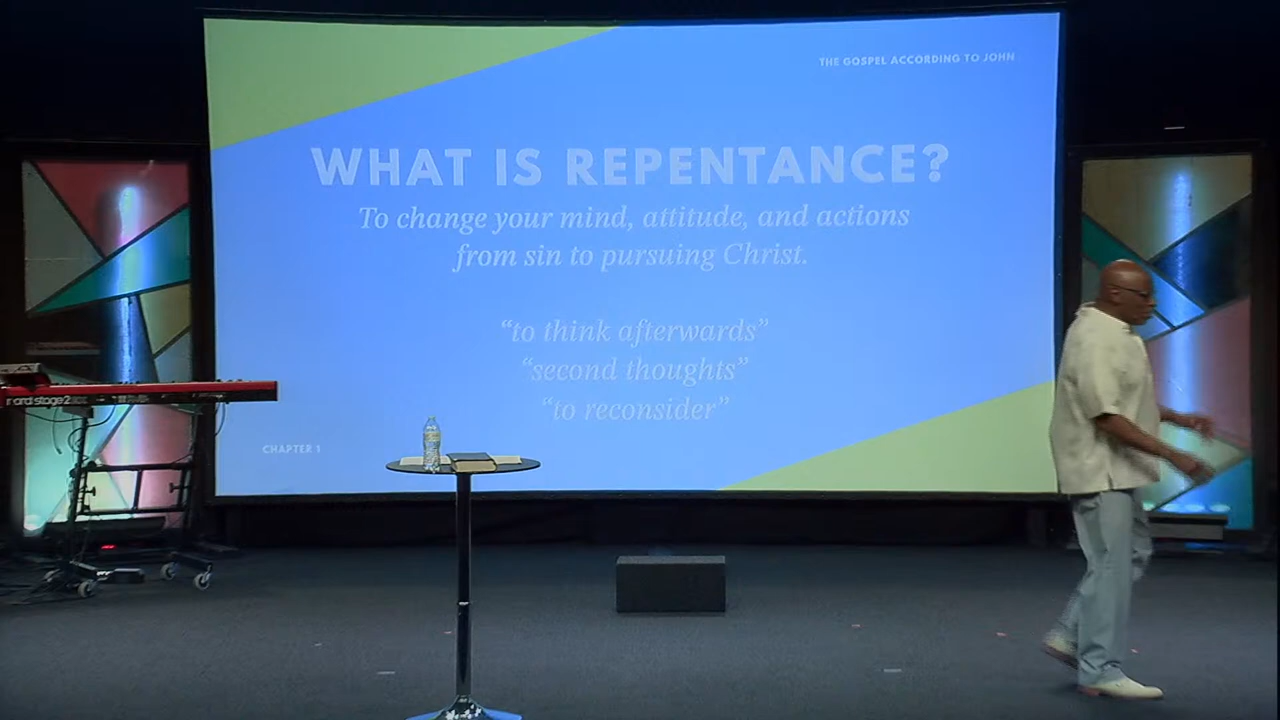 THE GOSPEL ACCORDING TO JOHN
WHAT IS REPENTANCE?
To change your mind, attitude, and actions
from sin to pursuing Christ.
“to think afterwards”
“second thoughts”
“to reconsider”
CHAPTER 1
nord stage 2